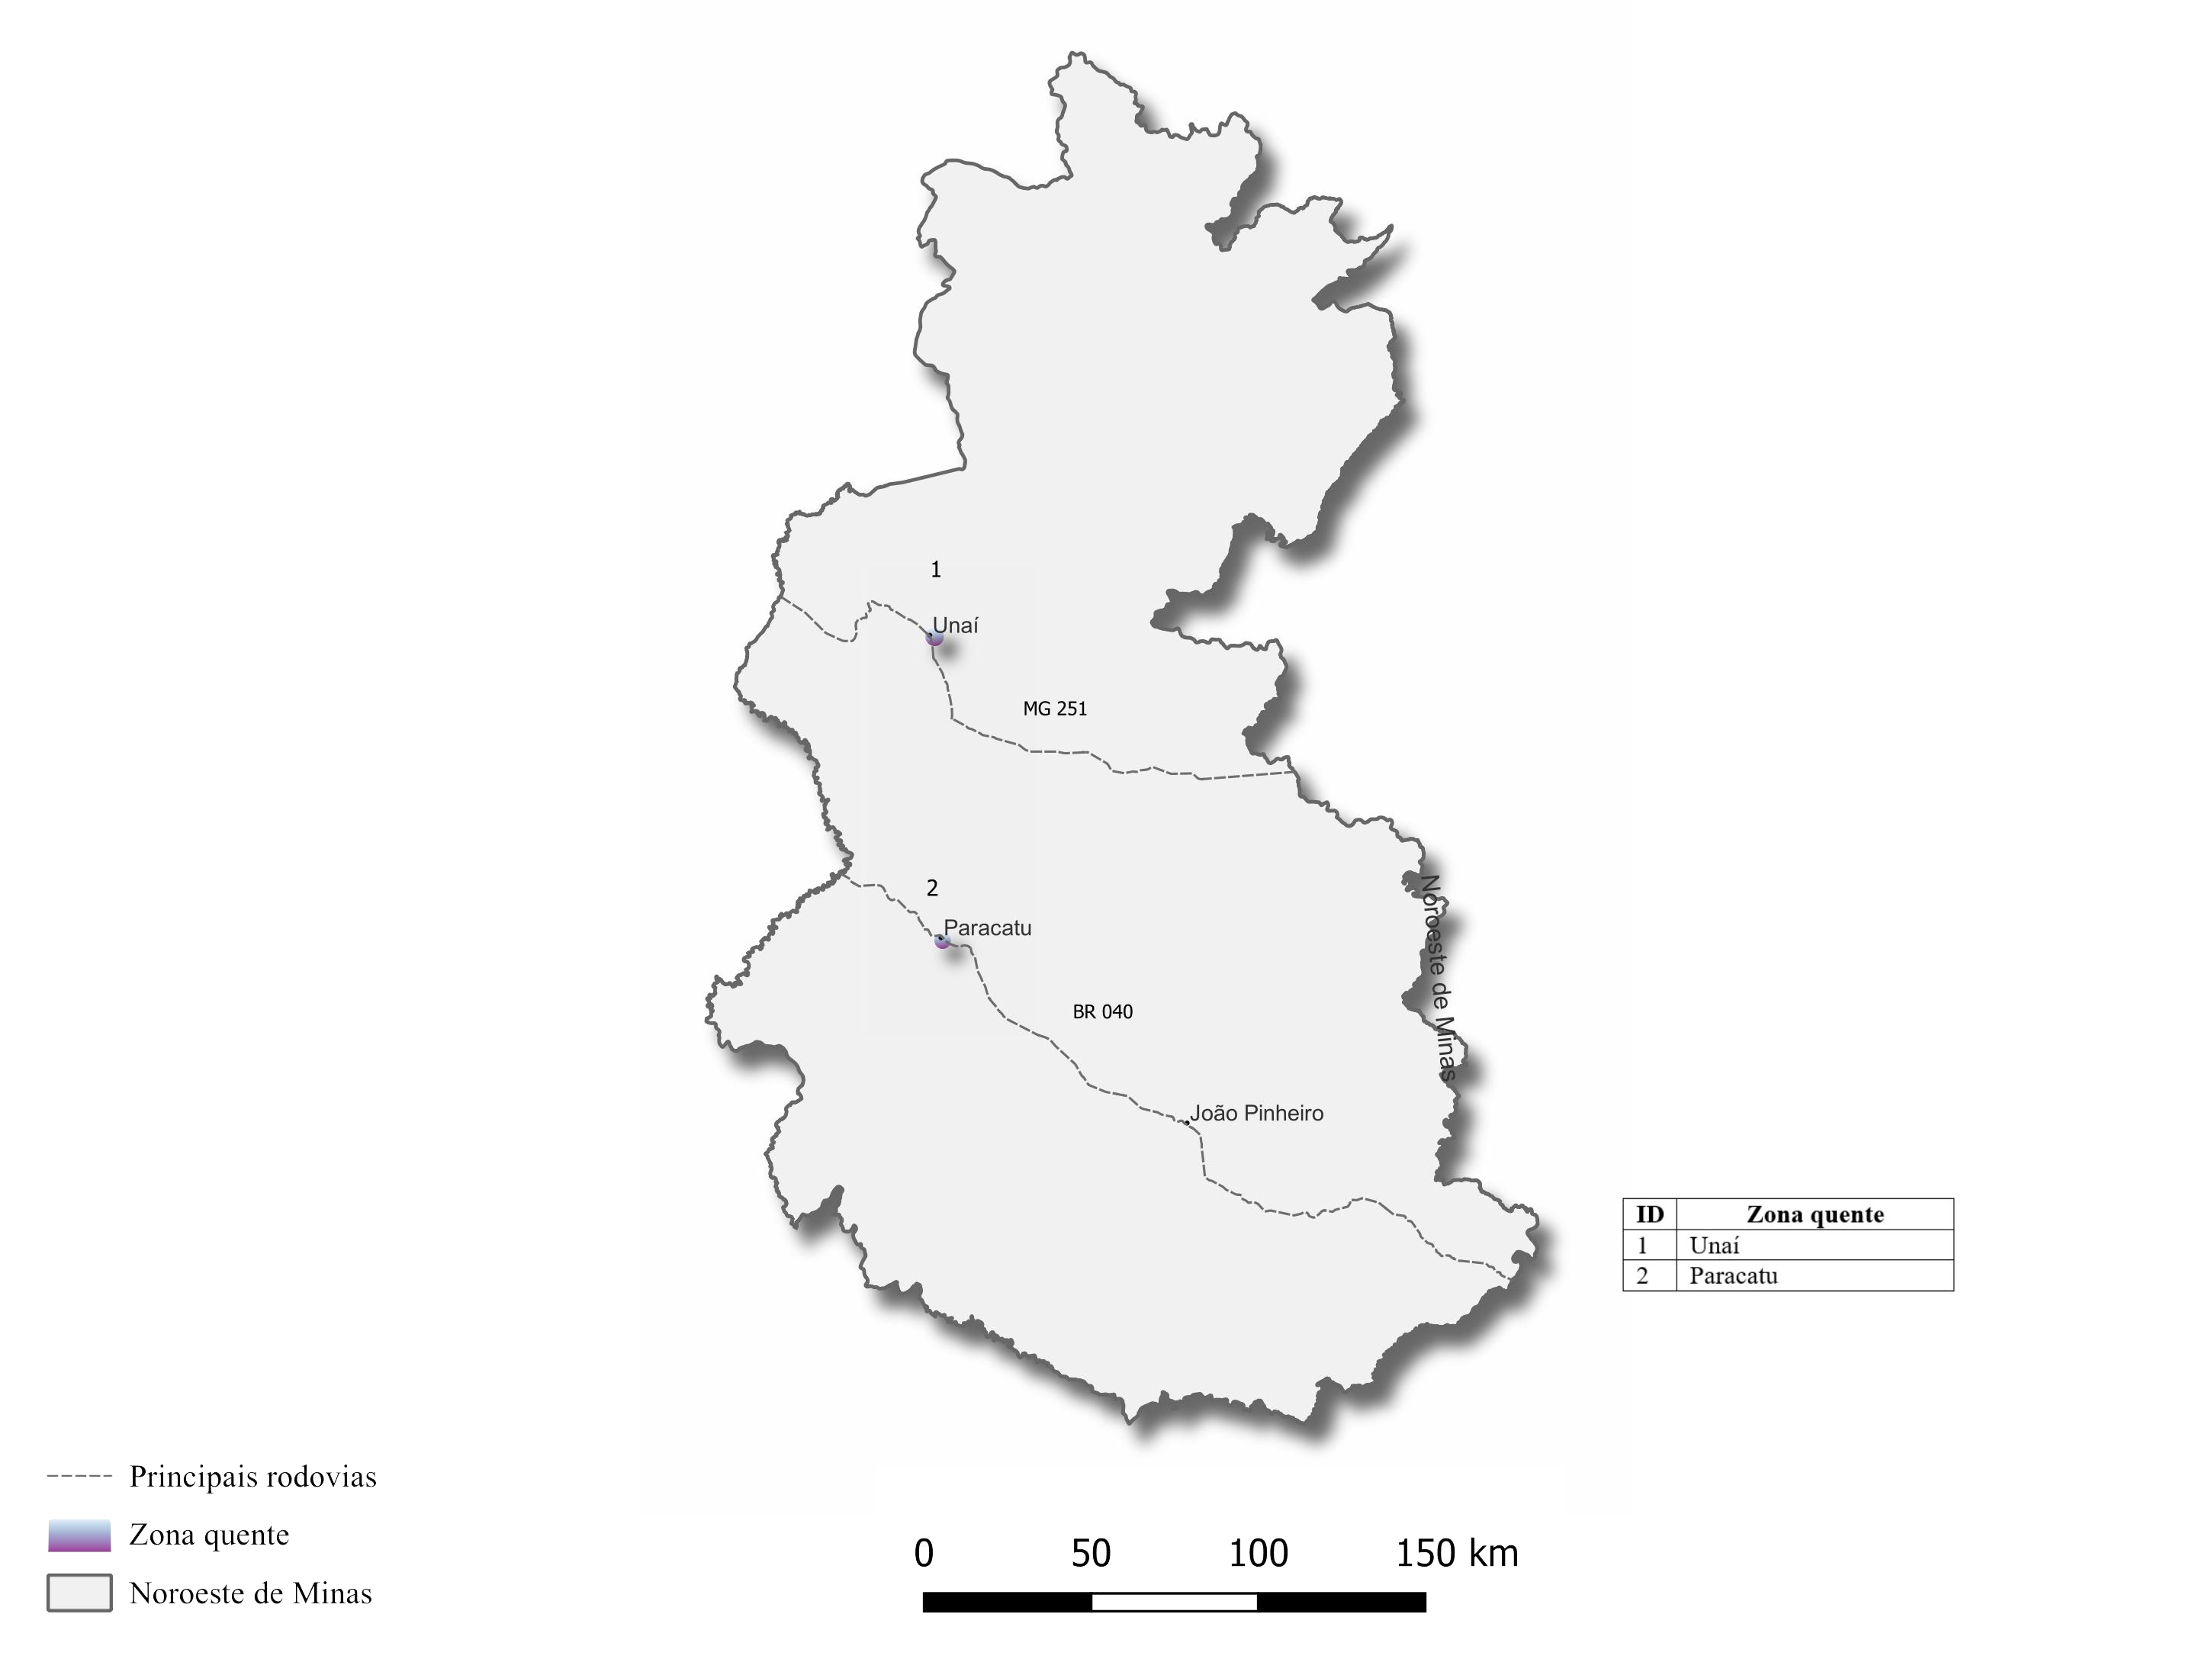 1
Unaí
MG 251
2
Paracatu
Noroeste de Minas
BR 040
João Pinheiro
ID Zona quente
1 Unaí
2 Paracatu
Principais rodovias
Zona quente
Noroeste de Minas
0 50 100 150 km